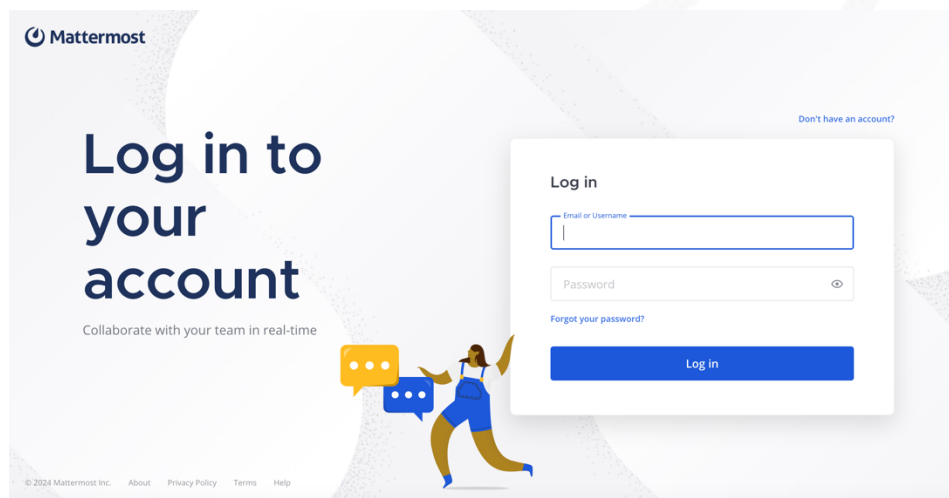 Mattermost
Don't have an account?
Log in to
your
account
Collaborate with your team in real-time
Log in
Email or Username
Password
Forgot your password?
Log in
© 2024 Mattermost Inc. About Privacy Policy Terms Help